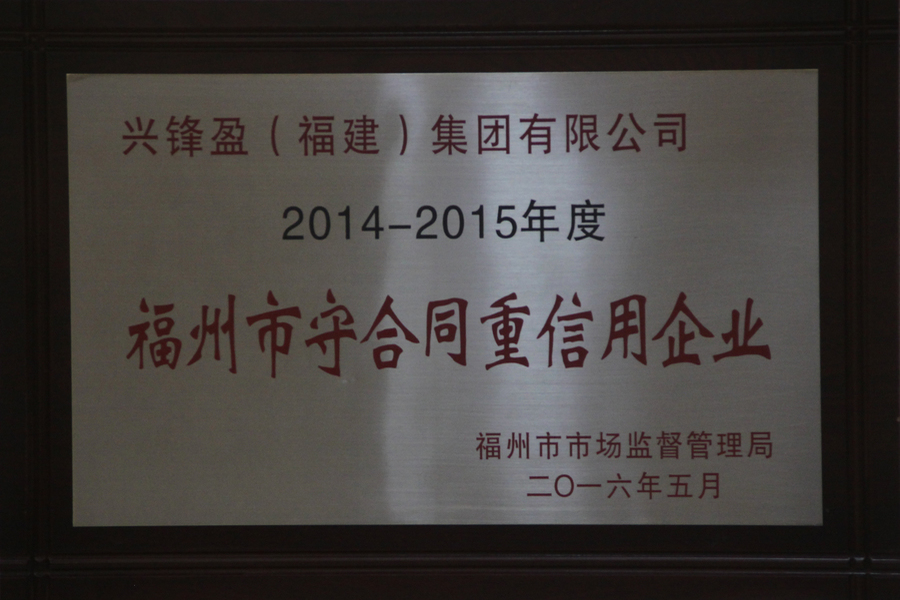 兴锋盈（福建）集团有限公司
2014-2015年度
福州市守合同重信用企业
福州市市场监督管理局
二〇一六年五月